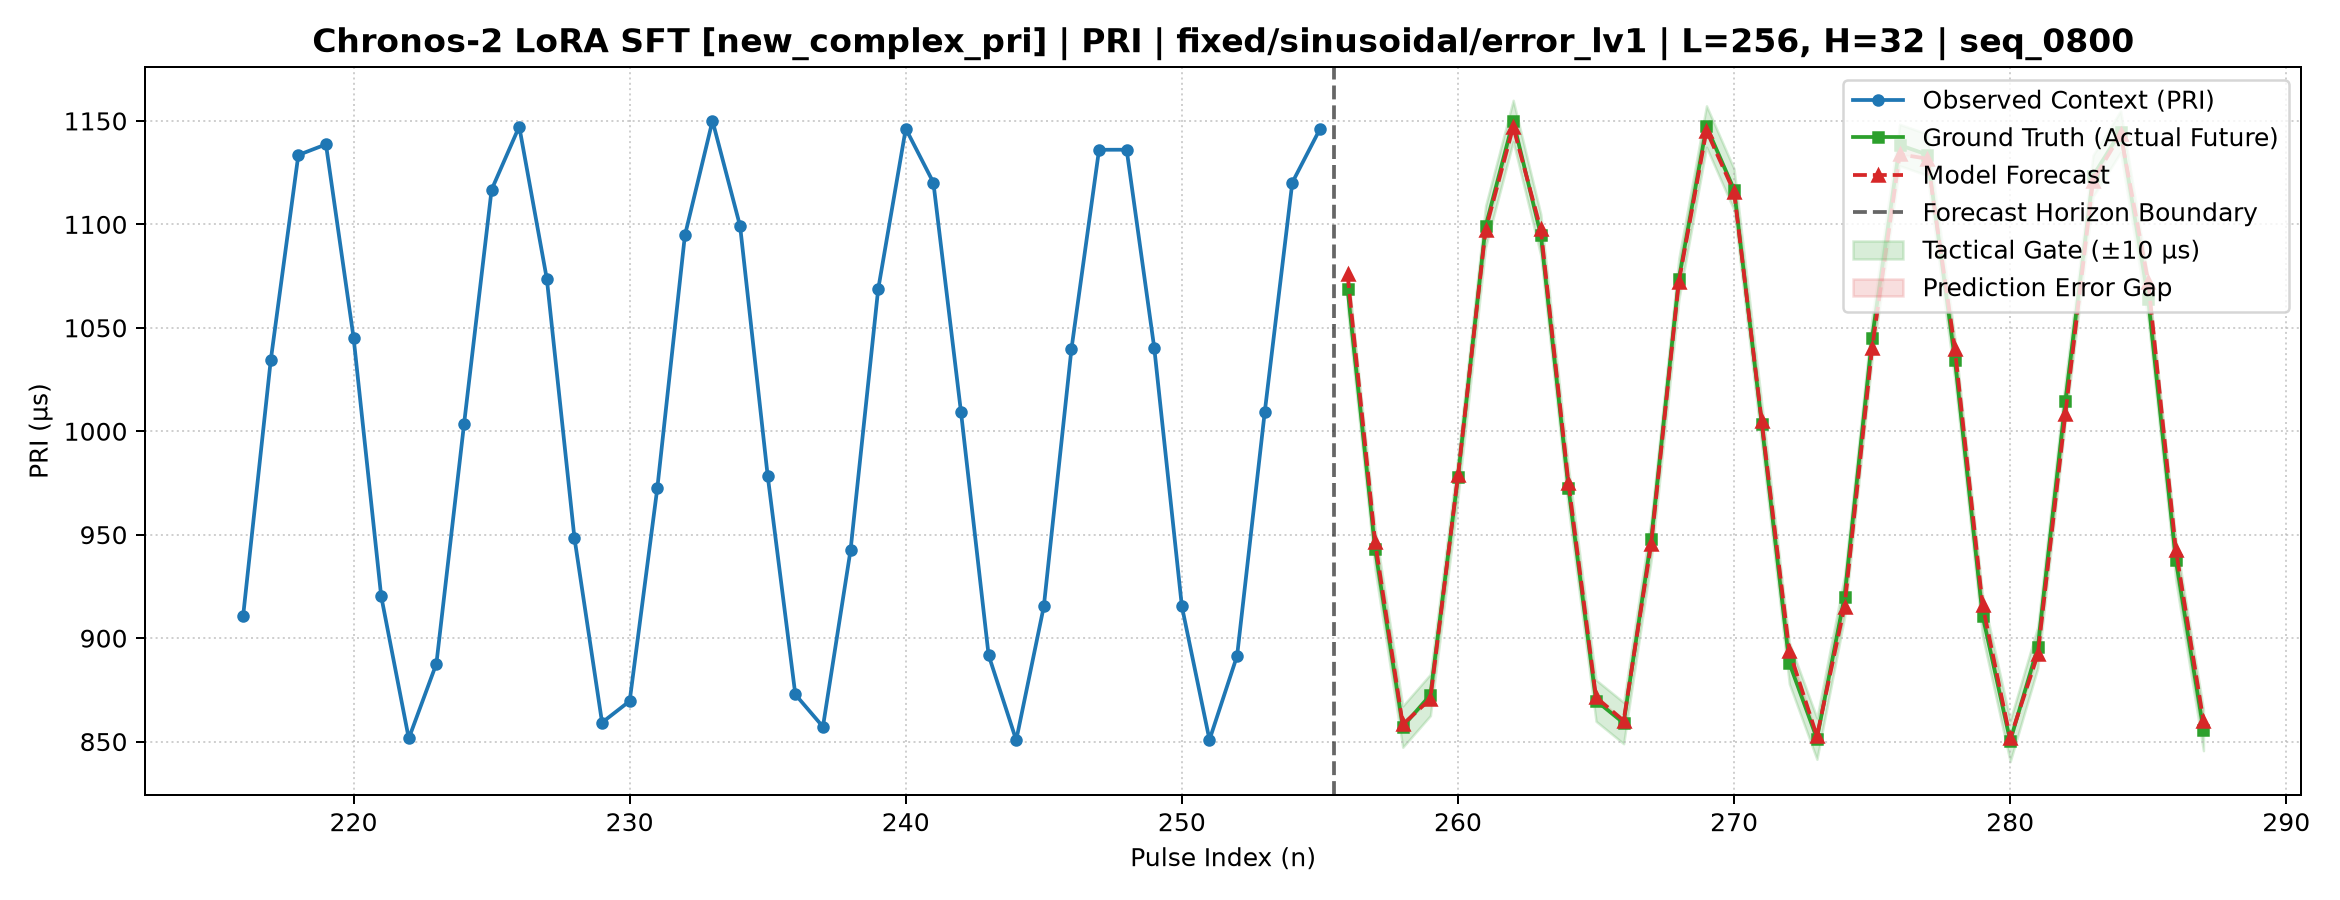 Chronos-2 LoRA SFT [new_complex_pri] | PRI | fixed/sinusoidal/error_lv1 | L=256, H=32 | seq_0800
Observed Context (PRI)
Ground Truth (Actual Future)
Model Forecast
Forecast Horizon Boundary
Tactical Gate (±10 μs)
Prediction Error Gap
PRI (μs)
1150
1100
1050
1000
950
900
850
220
230
240
250
260
270
280
290
Pulse Index (n)